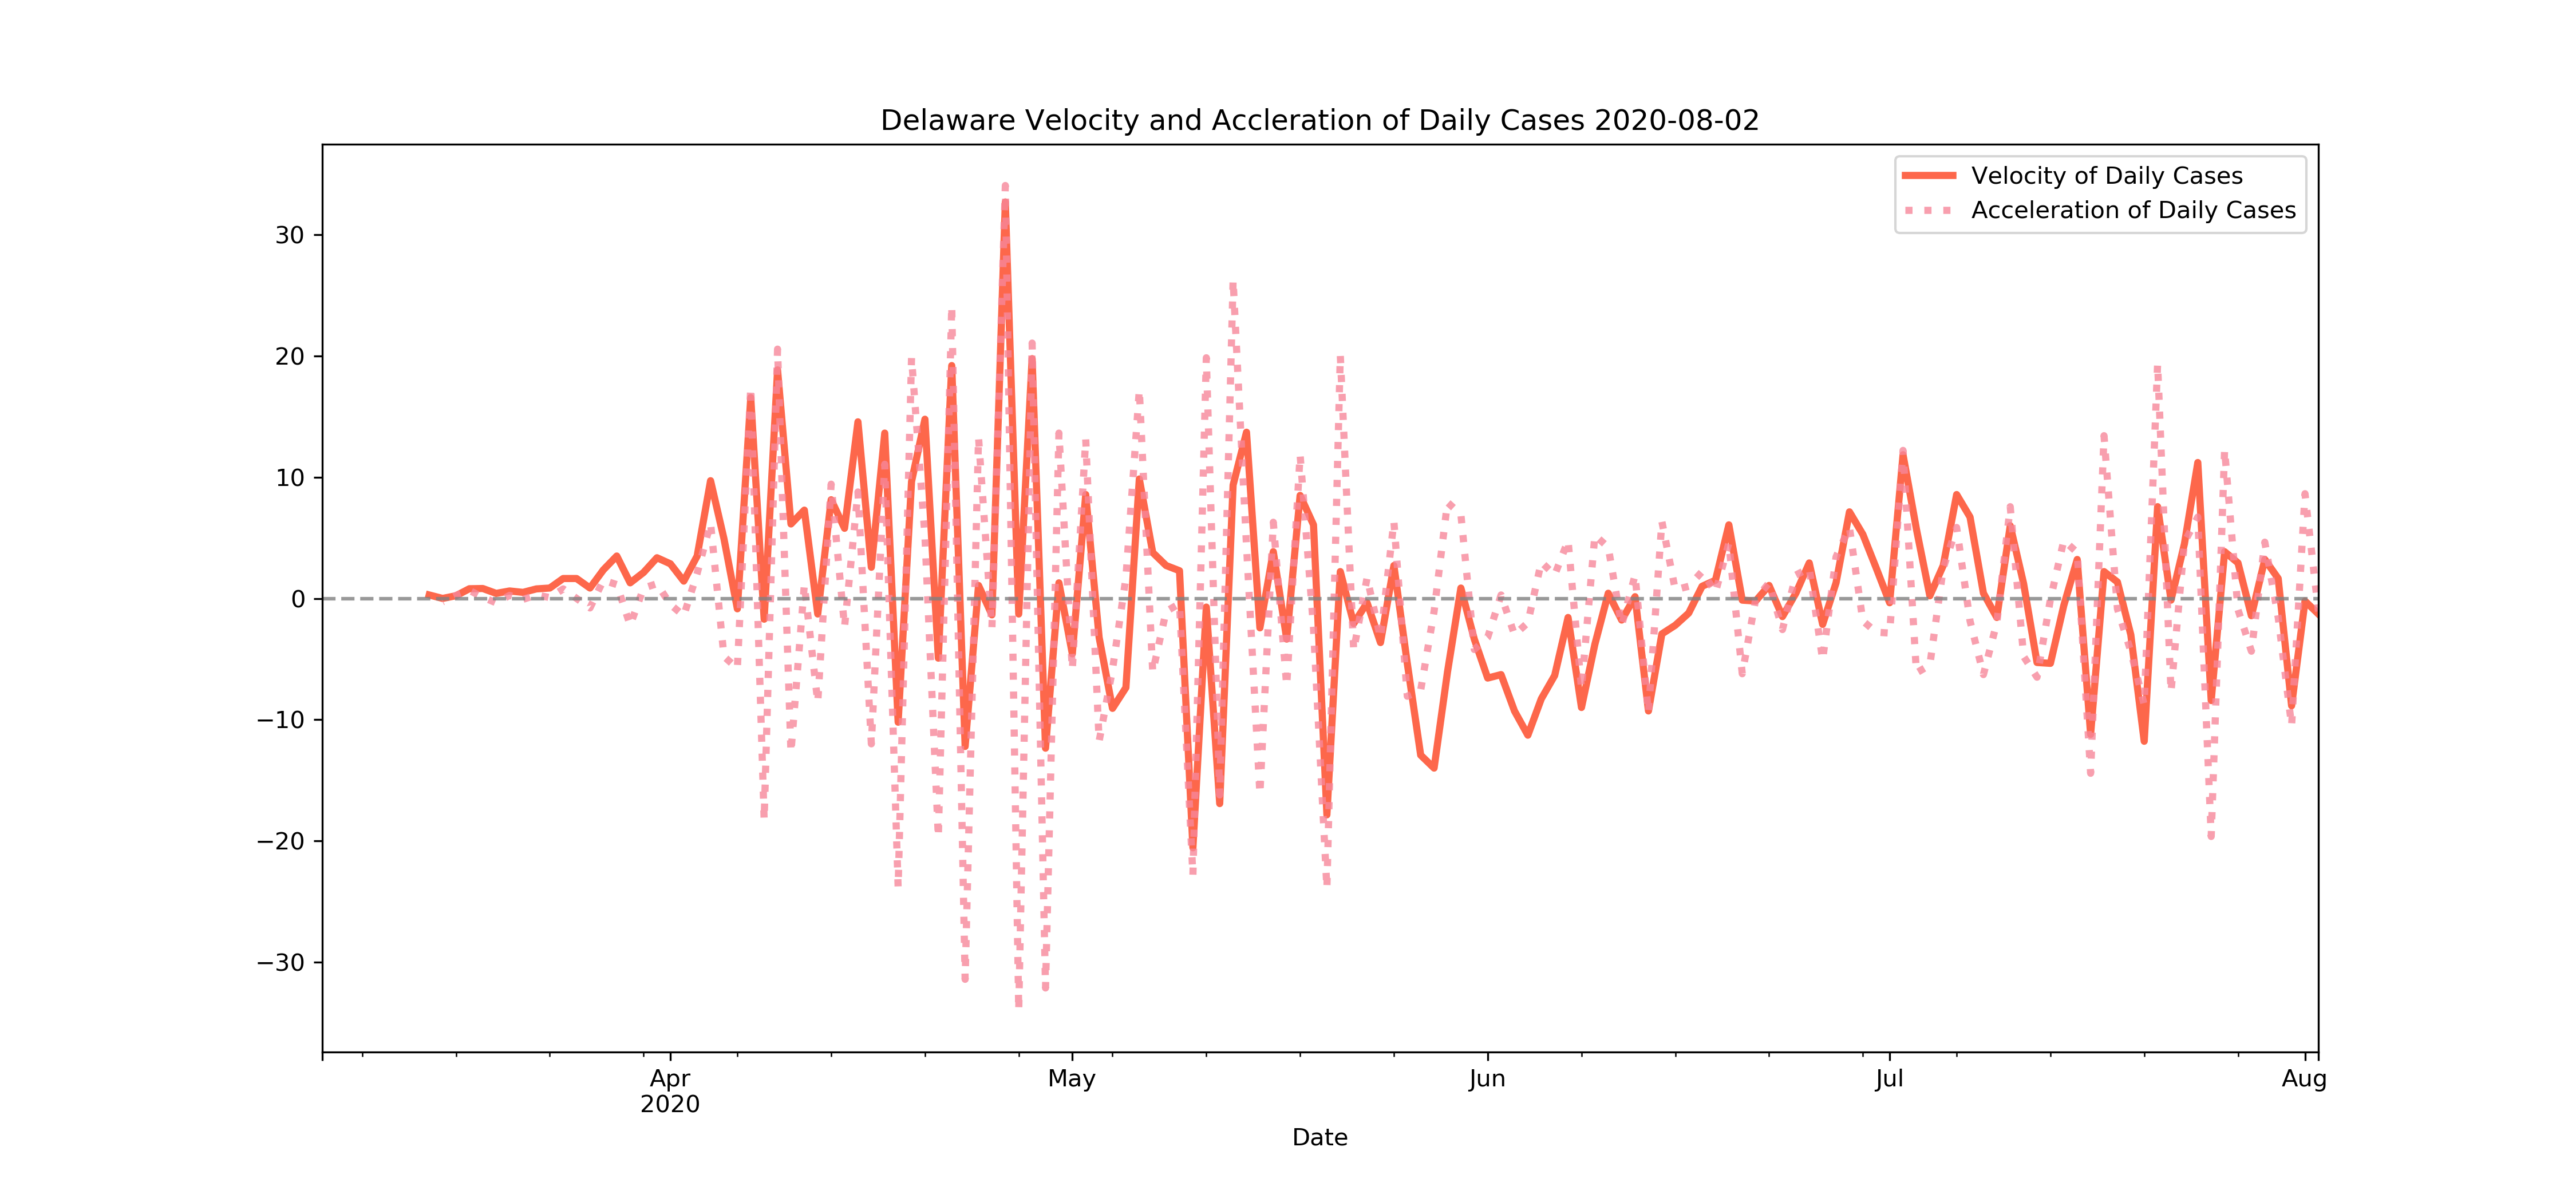 Delaware Velocity and Accleration of Daily Cases 2020-08-02
Velocity of Daily Cases
Acceleration of Daily Cases
30
20
10
0
−10
−20
−30
Apr
2020
May
Jun
Jul
Aug
Date